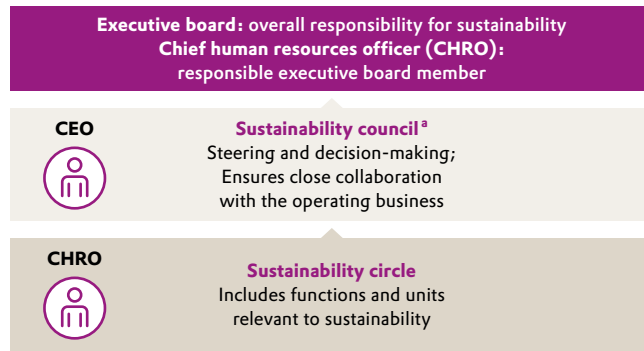 Executive board: overall responsibility for sustainability
Chief human resources officer (CHRO):
responsible executive board member
CEO
Sustainability council ª
Steering and decision-making;
Ensures close collaboration
with the operating business
CHRO
Sustainability circle
Includes functions and units
relevant to sustainability